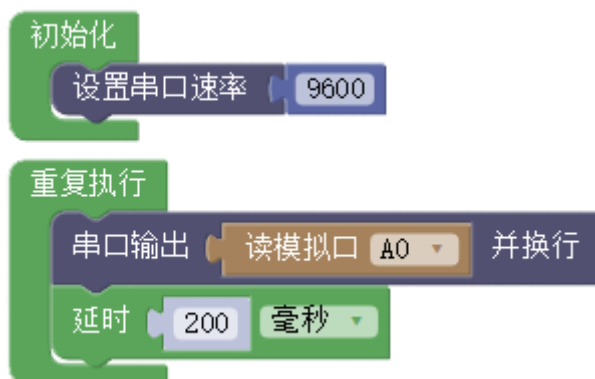 初始化
设置串口速率 9600
重复执行
串口输出 读模拟口 A0 并换行
延时 200 毫秒